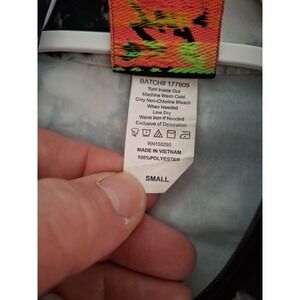 BATCH# 177909
Turn Inside Out
Machine Wash Cold
Only Non-Chlorine Bleach
When Needed
Line Dry
Warm Iron If Needed
Exclusive of Decoration
RN150295
MADE IN VIETNAM
100%POLYESTER
SMALL